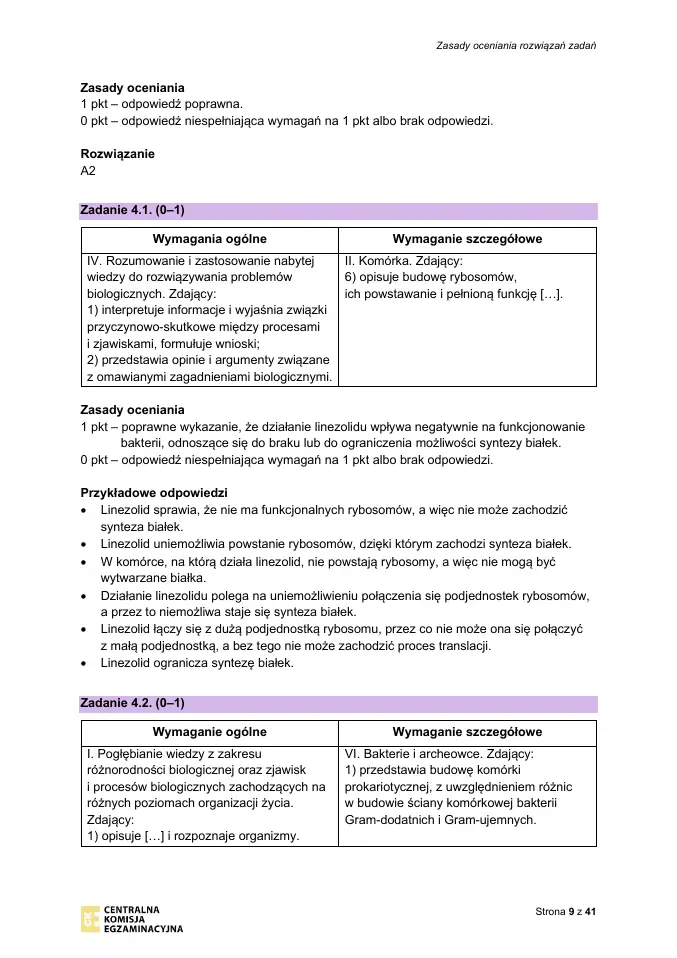 Zasady oceniania rozwiązań zadań
Zasady oceniania
1 pkt – odpowiedź poprawna.
0 pkt – odpowiedź niespełniająca wymagań na 1 pkt albo brak odpowiedzi.
Rozwiązanie
A2
Zadanie 4.1. (0–1)
Wymagania ogólne
IV. Rozumowanie i zastosowanie nabytej
wiedzy do rozwiązywania problemów
biologicznych. Zdający:
1) interpretuje informacje i wyjaśnia związki
przyczynowo-skutkowe między procesami
i zjawiskami, formułuje wnioski;
2) przedstawia opinie i argumenty związane
z omawianymi zagadnieniami biologicznymi.
Wymaganie szczegółowe
II. Komórka. Zdający:
6) opisuje budowę rybosomów,
ich powstawanie i pełnioną funkcję […].
Zasady oceniania
1 pkt – poprawne wykazanie, że działanie linezolidu wpływa negatywnie na funkcjonowanie
bakterii, odnoszące się do braku lub do ograniczenia możliwości syntezy białek.
0 pkt – odpowiedź niespełniająca wymagań na 1 pkt albo brak odpowiedzi.
Przykładowe odpowiedzi
• Linezolid sprawia, że nie ma funkcjonalnych rybosomów, a więc nie może zachodzić
synteza białek.
• Linezolid uniemożliwia powstanie rybosomów, dzięki którym zachodzi synteza białek.
• W komórce, na którą działa linezolid, nie powstają rybosomy, a więc nie mogą być
wytwarzane białka.
• Działanie linezolidu polega na uniemożliwieniu połączenia się podjednostek rybosomów,
a przez to niemożliwa staje się synteza białek.
• Linezolid łączy się z dużą podjednostką rybosomu, przez co nie może ona się połączyć
z małą podjednostką, a bez tego nie może zachodzić proces translacji.
• Linezolid ogranicza syntezę białek.
Zadanie 4.2. (0–1)
Wymaganie ogólne
I. Pogłębianie wiedzy z zakresu
różnorodności biologicznej oraz zjawisk
i procesów biologicznych zachodzących na
różnych poziomach organizacji życia.
Zdający:
1) opisuje […] i rozpoznaje organizmy.
Wymaganie szczegółowe
VI. Bakterie i archeowce. Zdający:
1) przedstawia budowę komórki
prokariotycznej, z uwzględnieniem różnic
w budowie ściany komórkowej bakterii
Gram-dodatnich i Gram-ujemnych.
CKE
CENTRALNA
KOMISJA
EGZAMINACYJNA
Strona 9 z 41